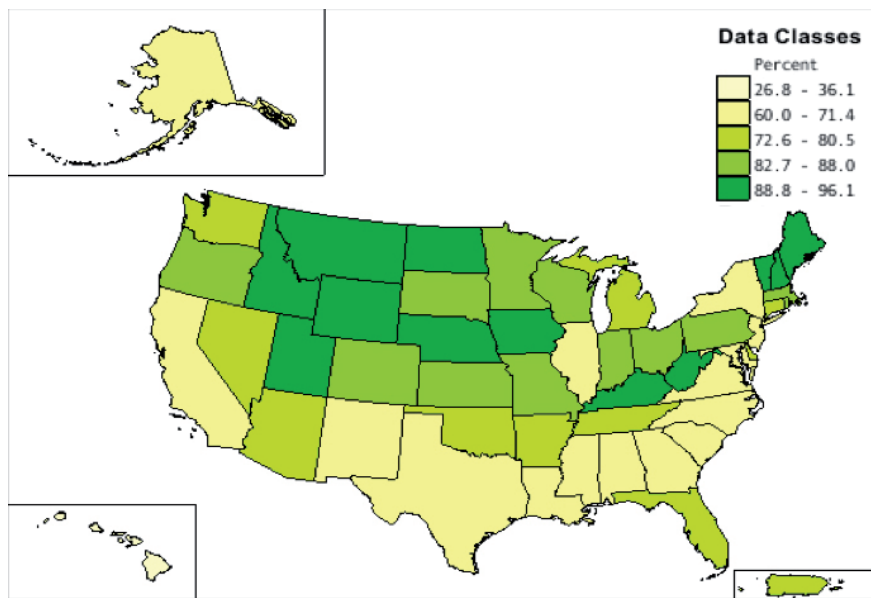 Data Classes
Percent
26.8 - 36.1
60.0 - 71.4
72.6 - 80.5
82.7 - 88.0
88.8 - 96.1